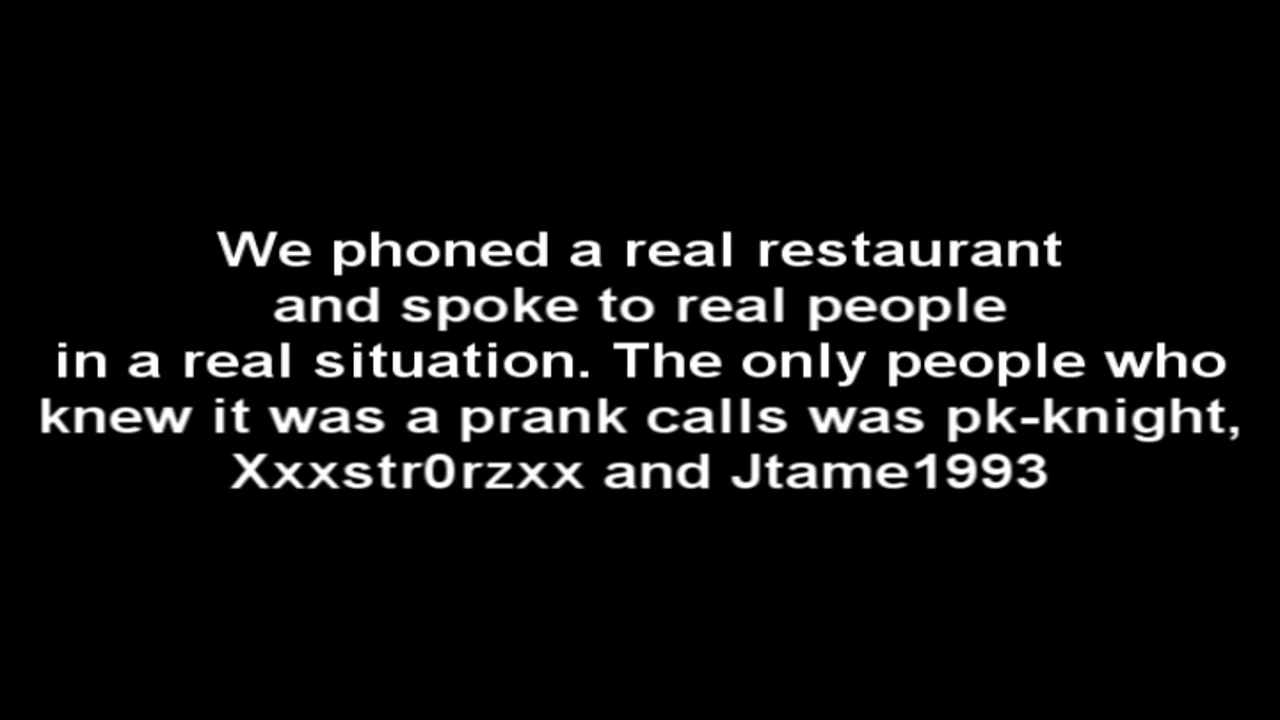 We phoned a real restaurant
and spoke to real people
in a real situation. The only people who
knew it was a prank calls was pk-knight,
Xxxstr0rzxx and Jtame1993